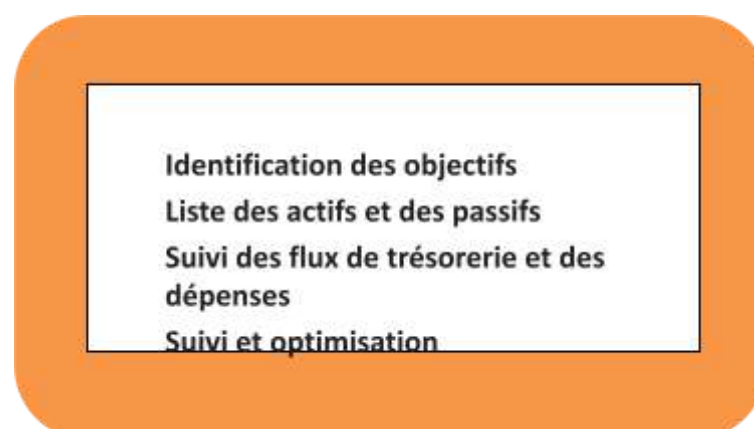 Identification des objectifs
Liste des actifs et des passifs
Suivi des flux de trésorerie et des
dépenses
Suivi et optimisation